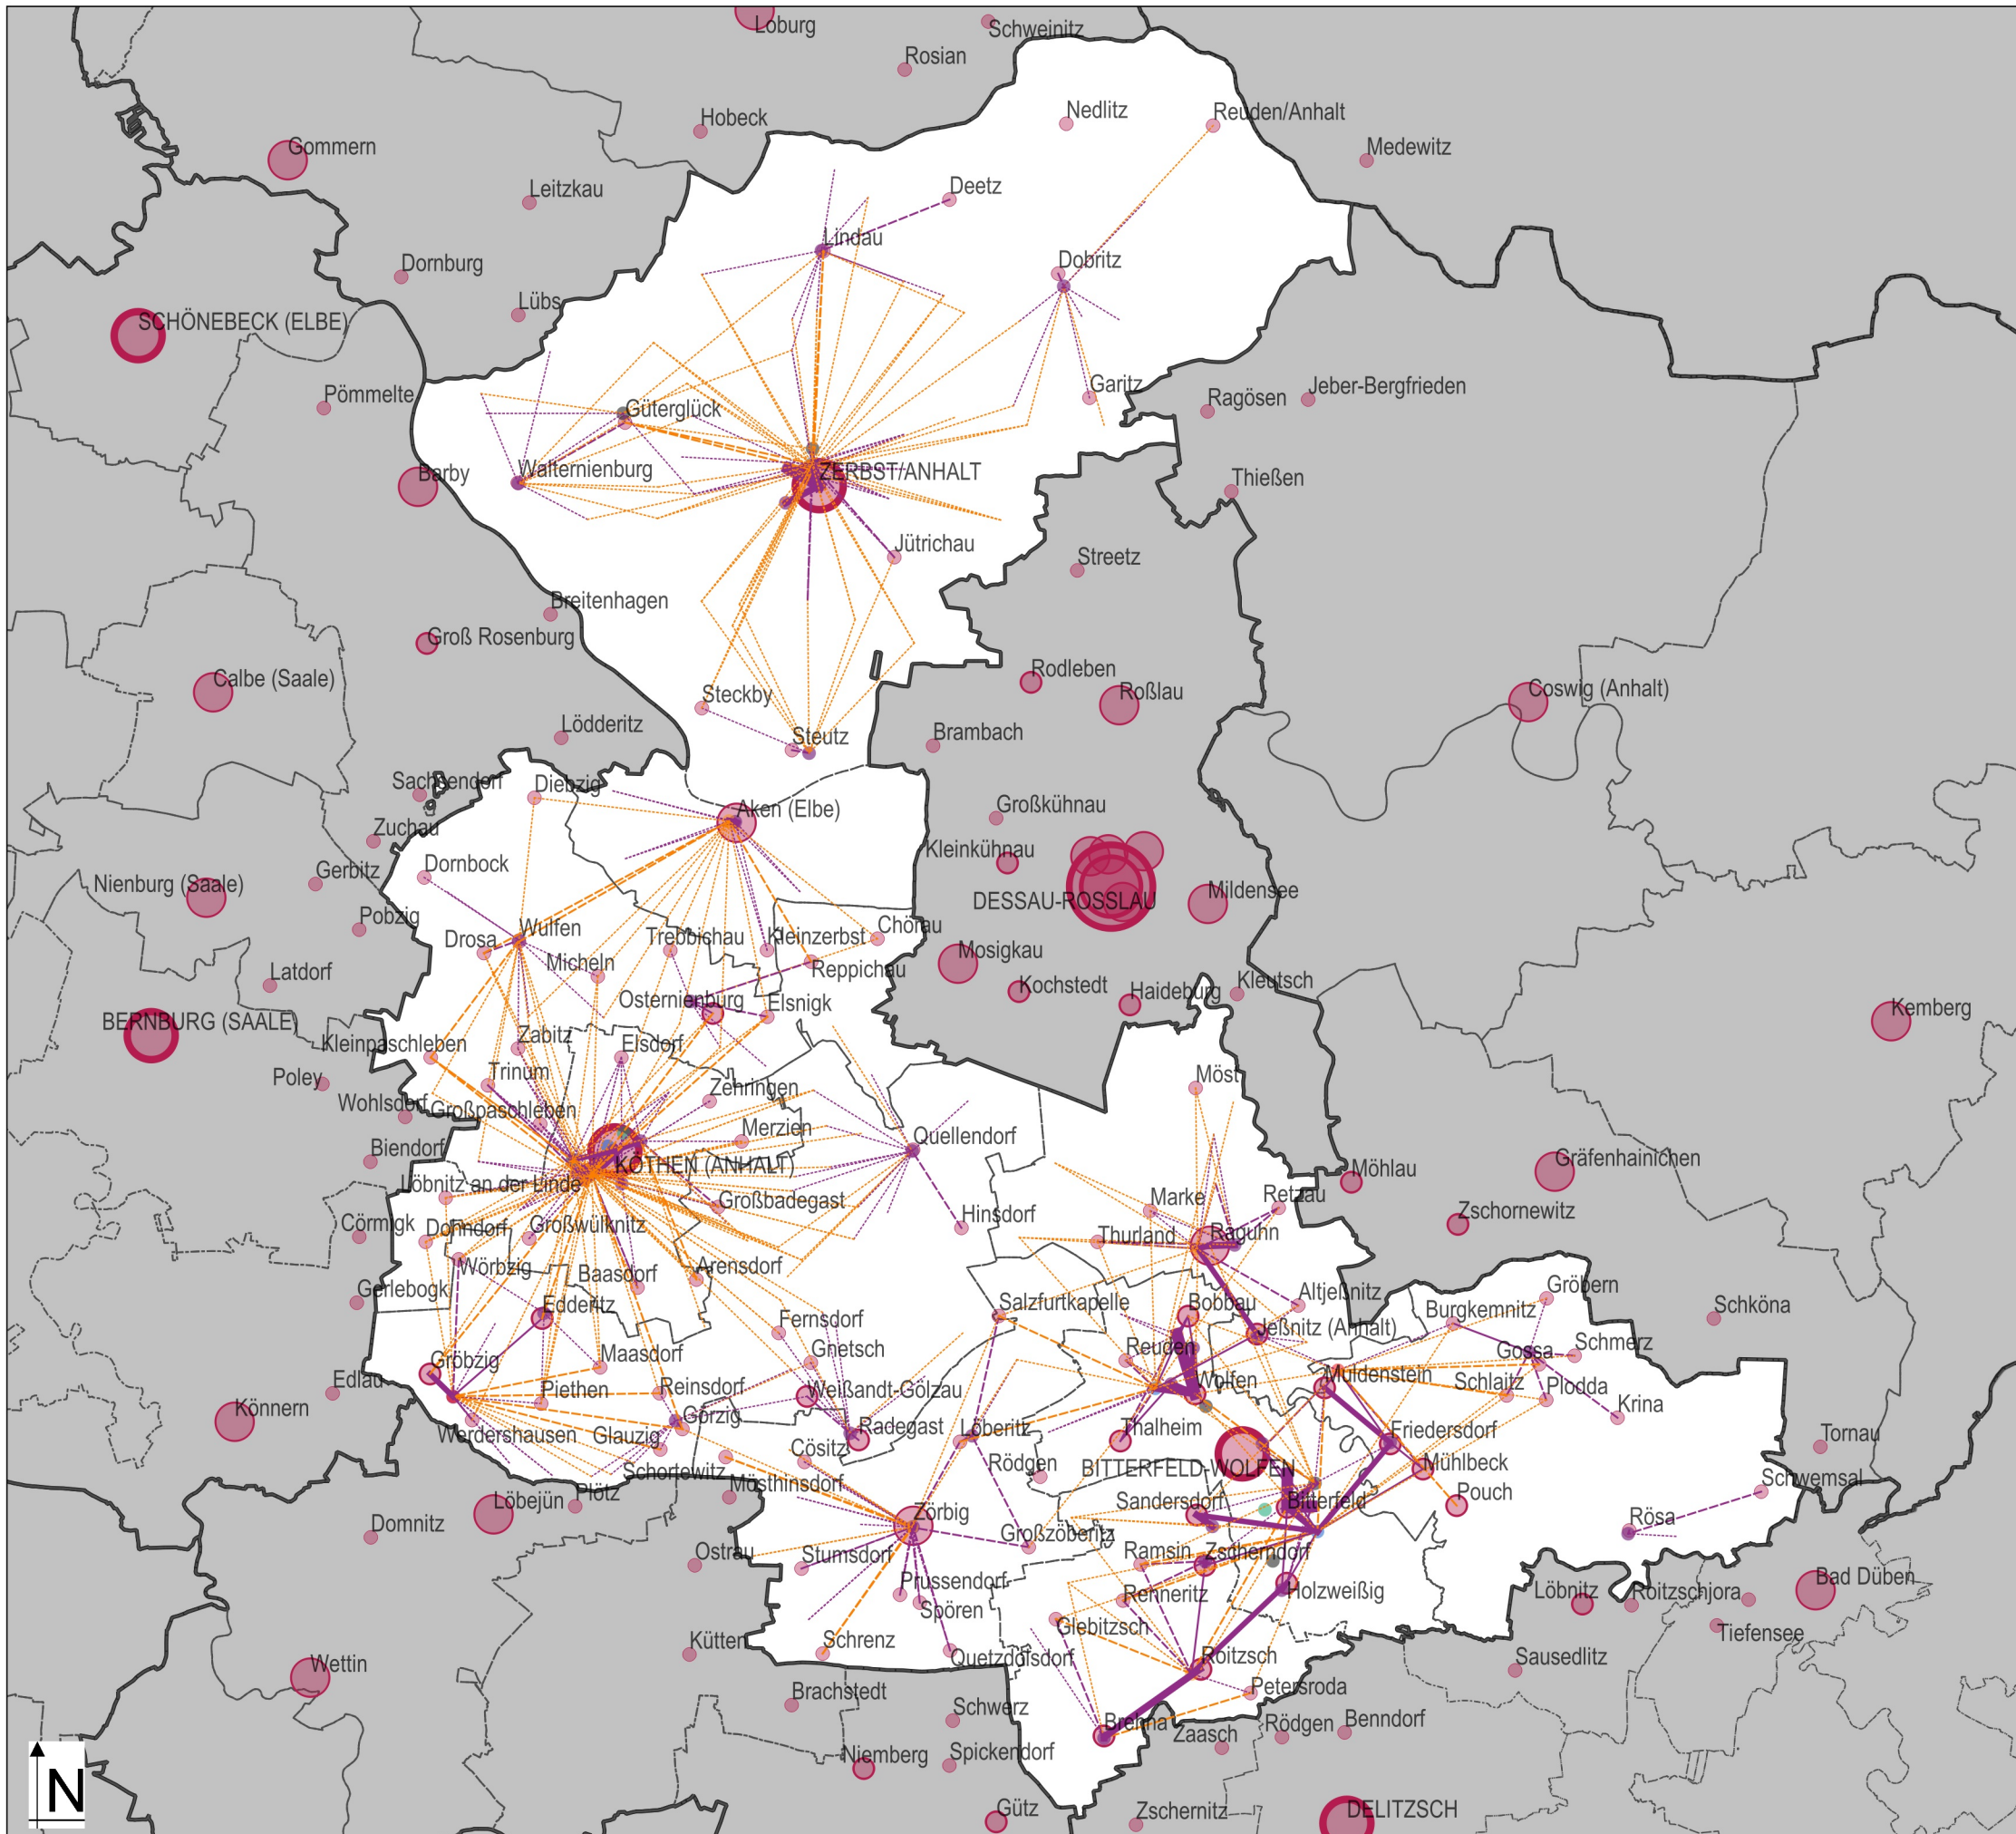 Loburg
Schweinitz
Rosian
Nedlitz
Reuden/Anhalt
Hobeck
Gommern
Medewitz
Leitzkau
Deetz
Lindau
Dornburg
Dobritz
Lübs
SCHÖNEBECK (ELBE)
Pömmelte
Garitz
Ragösen
Jeber-Bergfrieden
Güterglück
Barby
Walternienburg
ZERBST/ANHALT
Thießen
Jütrichau
Streetz
Breitenhagen
Groß Rosenburg
Calbe (Saale)
Rodleben
Roßlau
Coswig (Anhalt)
Steckby
Lödderitz
Steutz
Brambach
Sachsendorf
Diebzig
Aken (Elbe)
Großkühnau
Zuchau
Kleinkühnau
Dornbock
Gerbitz
Nienburg (Saale)
DESSAU-ROSSLAU
Mildensee
Pobzig
Wulfen
Chörau
Drosa
Trebbichau
Kleinzerbst
Mosigkau
Micheln
Reppichau
Latdorf
Kochstedt
Kleutsch
Osternienburg
Elsnigk
Haideburg
Kemberg
BERNBURG (SAALE)
Kleinpaschleben
Zabitz
Elsdorf
Poley
Trinum
Zehringen
Möst
Wohlsdorf
Großpaschleben
Merzien
Quellendorf
Biendorf
KÖTHEN (ANHALT)
Möhlau
Gräfenhainichen
Löbnitz an der Linde
Großbadegast
Marke
Retzau
Cörmigk
Dohndorf
Großwülknitz
Hinsdorf
Thurland
Raguhn
Zschornewitz
Wörbzig
Baasdorf
Arensdorf
Gerlebogk
Altjeßnitz
Gröbern
Edderitz
Salzfurtkapelle
Bobbau
Burgkemnitz
Schköna
Fernsdorf
Jeßnitz (Anhalt)
Reuden
Schmerz
Gossa
Gnetsch
Maasdorf
Gröbzig
Muldenstein
Edlau
Piethen
Reinsdorf
Weißandt-Gölzau
Wolfen
Schlaitz
Plodda
Krina
Könnern
Görzig
Radegast
Löberitz
Thalheim
Friedersdorf
Tornau
Werdershausen
Glauzig
Cösitz
Rödgen
BITTERFELD-WOLFEN
Mühlbeck
Schortewitz
Mösthinsdorf
Schwemsal
Löbejün
Plötz
Zörbig
Sandersdorf
Bitterfeld
Pouch
Rösa
Domnitz
Großzöberitz
Ostrau
Stumsdorf
Ramsin
Zscherndorf
Prussendorf
Renneritz
Holzweißig
Löbnitz
Roitzschjora
Bad Düben
Spören
Glebitzsch
Tiefensee
Kütten
Schrenz
Quetzdölsdorf
Roitzsch
Sausedlitz
Wettin
Petersroda
Brachstedt
Schwerz
Brehna
Zaasch
Rödgen
Benndorf
Niemberg
Spickendorf
N
Gütz
Zschernitz
DELITZSCH